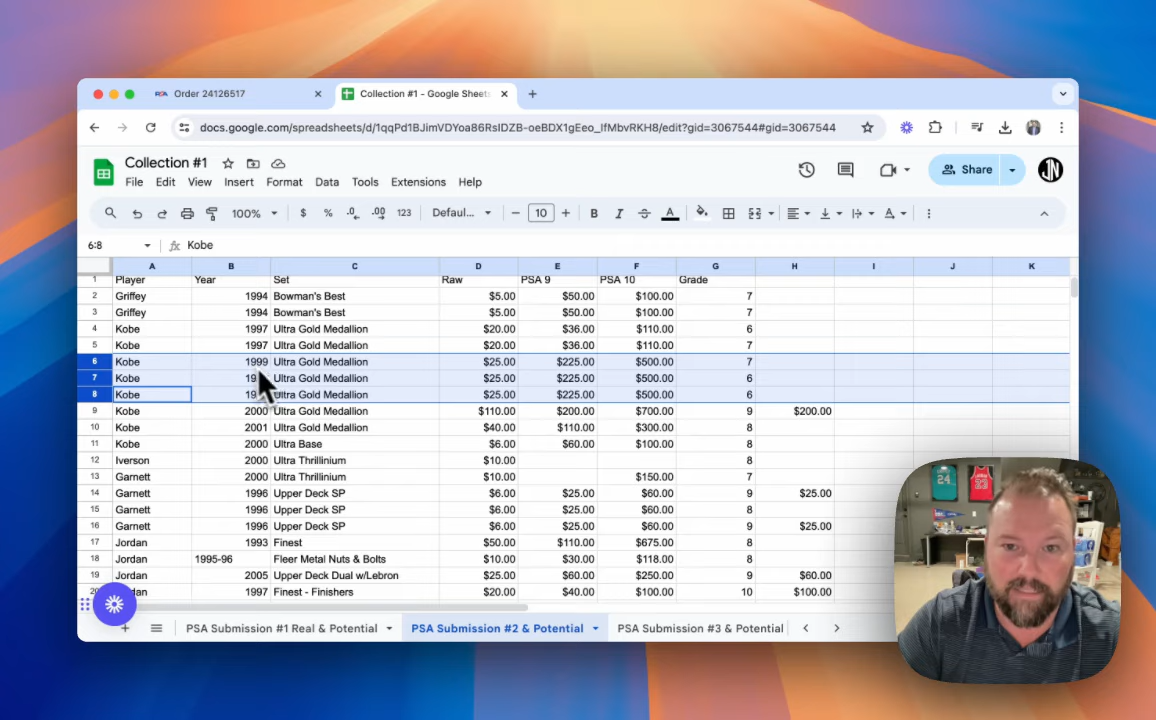 Order 24126517
Collection #1 - Google Sheets
docs.google.com/spreadsheets/d/1qqPd1BJimVDYoa86RsIDZB-oeBDX1gEeo_IfMbvRKH8/edit?gid=3067544#gid=3067544
Collection #1
File Edit View Insert Format Data Tools Extensions Help
Share
JN
100% $ % .0 .00 123 Defaul... 10 B I A
6:8 fx Kobe
A B C D E F G H I J K
1 Player Year Set Raw PSA 9 PSA 10 Grade
2 Griffey 1994 Bowman's Best $5.00 $50.00 $100.00 7
3 Griffey 1994 Bowman's Best $5.00 $50.00 $100.00 7
4 Kobe 1997 Ultra Gold Medallion $20.00 $36.00 $110.00 6
5 Kobe 1997 Ultra Gold Medallion $20.00 $36.00 $110.00 7
6 Kobe 1999 Ultra Gold Medallion $25.00 $225.00 $500.00 7
7 Kobe Ultra Gold Medallion $25.00 $225.00 $500.00 6
8 Kobe Ultra Gold Medallion $25.00 $225.00 $500.00 6
9 Kobe 2000 Ultra Gold Medallion $110.00 $200.00 $700.00 9 $200.00
10 Kobe 2001 Ultra Gold Medallion $40.00 $110.00 $300.00 8
11 Kobe 2000 Ultra Base $6.00 $60.00 $100.00 8
12 Iverson 2000 Ultra Thrillinium $10.00 8
13 Garnett 2000 Ultra Thrillinium $10.00 $150.00 7
14 Garnett 1996 Upper Deck SP $6.00 $25.00 $60.00 9 $25.00
15 Garnett 1996 Upper Deck SP $6.00 $25.00 $60.00 8
16 Garnett 1996 Upper Deck SP $6.00 $25.00 $60.00 9 $25.00
17 Jordan 1993 Finest $50.00 $110.00 $675.00 8
18 Jordan 1995-96 Fleer Metal Nuts & Bolts $10.00 $30.00 $118.00 8
19 Jordan 2005 Upper Deck Dual w/Lebron $25.00 $60.00 $250.00 9 $60.00
1997 Finest - Finishers $20.00 $40.00 $100.00 10 $100.00
PSA Submission #1 Real & Potential PSA Submission #2 & Potential PSA Submission #3 & Potential
24
23